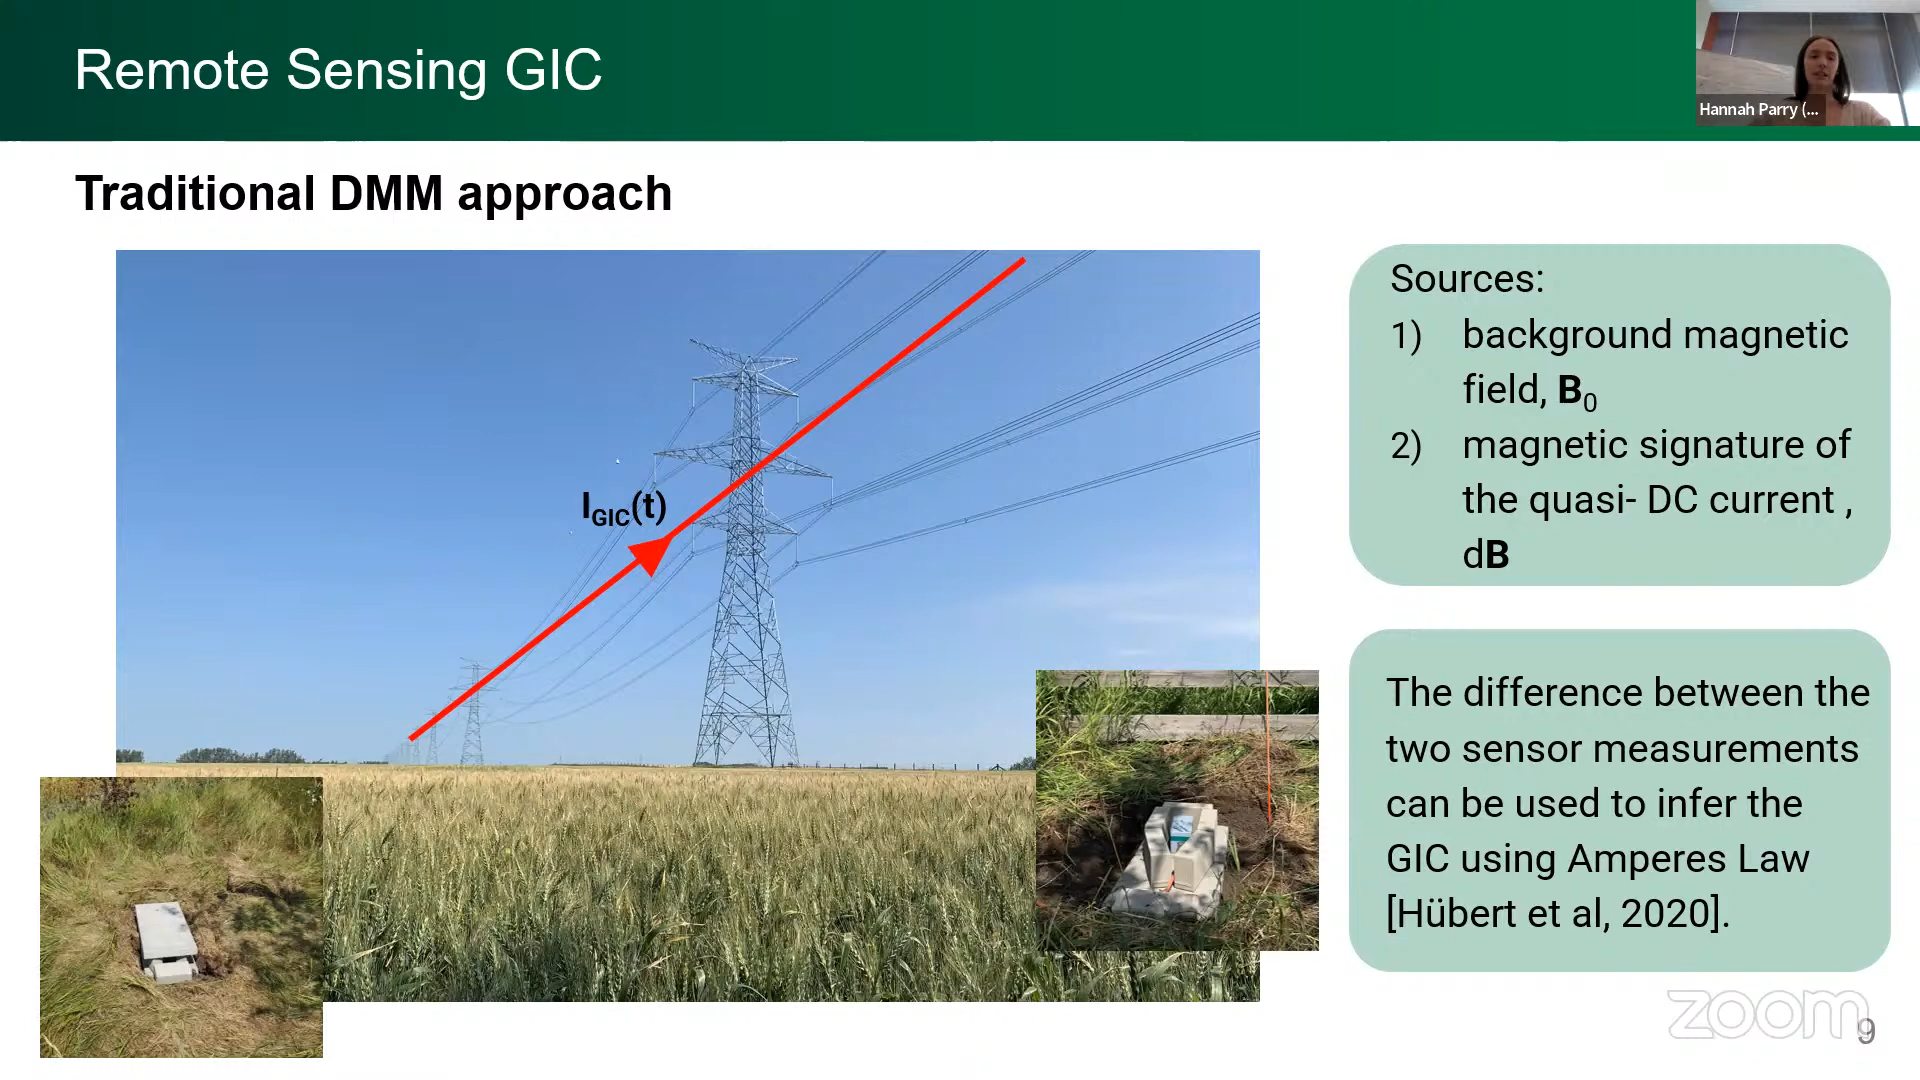 Remote Sensing GIC
Hannah Parry (...
Traditional DMM approach
I_GIC(t)
Sources:
1) background magnetic
field, B₀
2) magnetic signature of
the quasi- DC current ,
dB
The difference between the
two sensor measurements
can be used to infer the
GIC using Amperes Law
[Hübert et al, 2020].
zoom
9